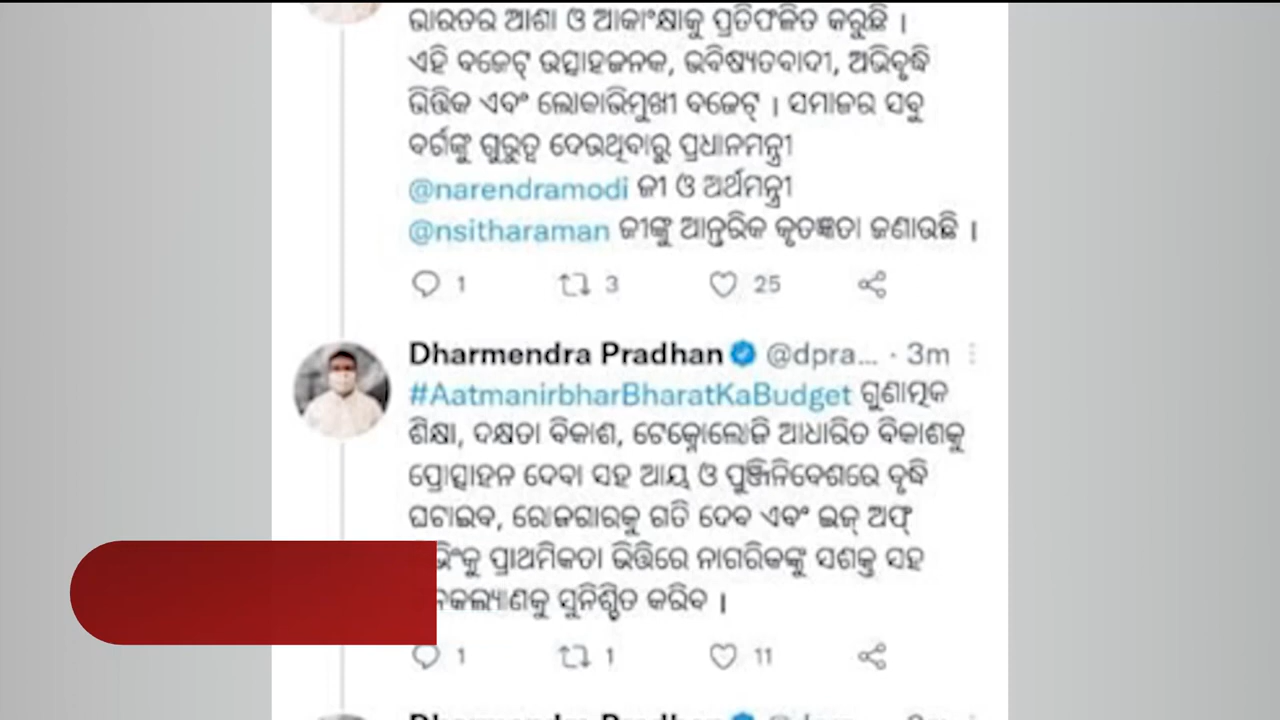 ଭାରତର ଆଶା ଓ ଆକାଂକ୍ଷାକୁ ପ୍ରତିଫଳିତ କରୁଛି ।
ଏହି ବଜେଟ୍ ଉତ୍ସାହଜନକ, ଭବିଷ୍ୟତବାଦୀ, ଅଭିବୃଦ୍ଧି
ଭିତ୍ତିକ ଏବଂ ଲୋକାଭିମୁଖୀ ବଜେଟ୍ । ସମାଜର ସବୁ
ବର୍ଗଙ୍କୁ ଗୁରୁତ୍ୱ ଦେଉଥିବାରୁ ପ୍ରଧାନମନ୍ତ୍ରୀ
@narendramodi ଜୀ ଓ ଅର୍ଥମନ୍ତ୍ରୀ
@nsitharaman ଜୀଙ୍କୁ ଆନ୍ତରିକ କୃତଜ୍ଞତା ଜଣାଉଛି ।
1 3 25
Dharmendra Pradhan @dpra... · 3m
#AatmanirbharBharatKaBudget ଗୁଣାତ୍ମକ
ଶିକ୍ଷା, ଦକ୍ଷତା ବିକାଶ, ଟେକ୍ନୋଲୋଜି ଆଧାରିତ ବିକାଶକୁ
ପ୍ରୋତ୍ସାହନ ଦେବା ସହ ଆୟ ଓ ପୁଞ୍ଜିନିବେଶରେ ବୃଦ୍ଧି
ଘଟାଇବ, ରୋଜଗାରକୁ ଗତି ଦେବ ଏବଂ ଇଜ୍ ଅଫ୍
ପ୍ରାଥମିକତା ଭିତ୍ତିରେ ନାଗରିକଙ୍କୁ ସଶକ୍ତ ସହ
ସୁନିଶ୍ଚିତ କରିବ ।
1 1 11
Dharmendra Pradhan